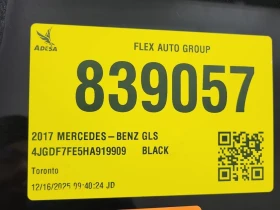 ADESA
FLEX AUTO GROUP
839057
2017 MERCEDES-BENZ GLS
4JGDF7FE5HA919909 BLACK
Toronto
12/16/2025 09:40:24 JD